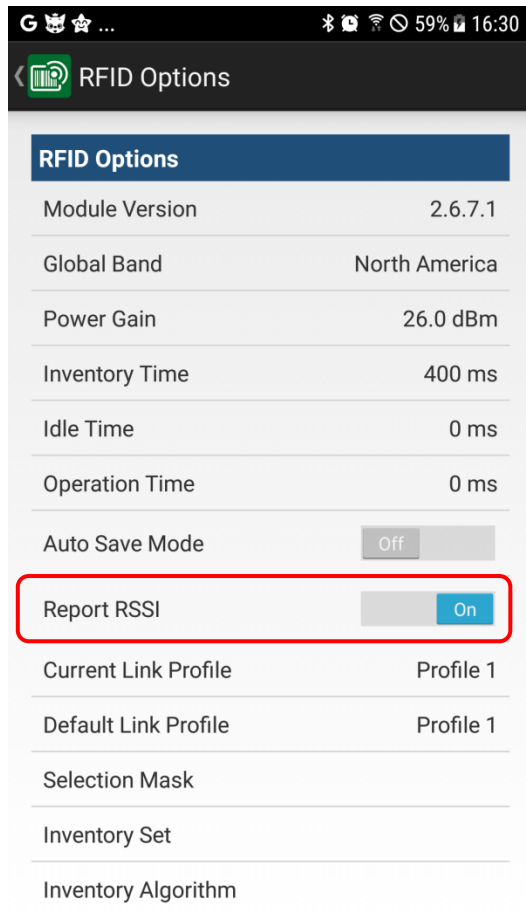 G ... 59% 16:30
RFID Options
RFID Options
Module Version 2.6.7.1
Global Band North America
Power Gain 26.0 dBm
Inventory Time 400 ms
Idle Time 0 ms
Operation Time 0 ms
Auto Save Mode Off
Report RSSI On
Current Link Profile Profile 1
Default Link Profile Profile 1
Selection Mask
Inventory Set
Inventory Algorithm